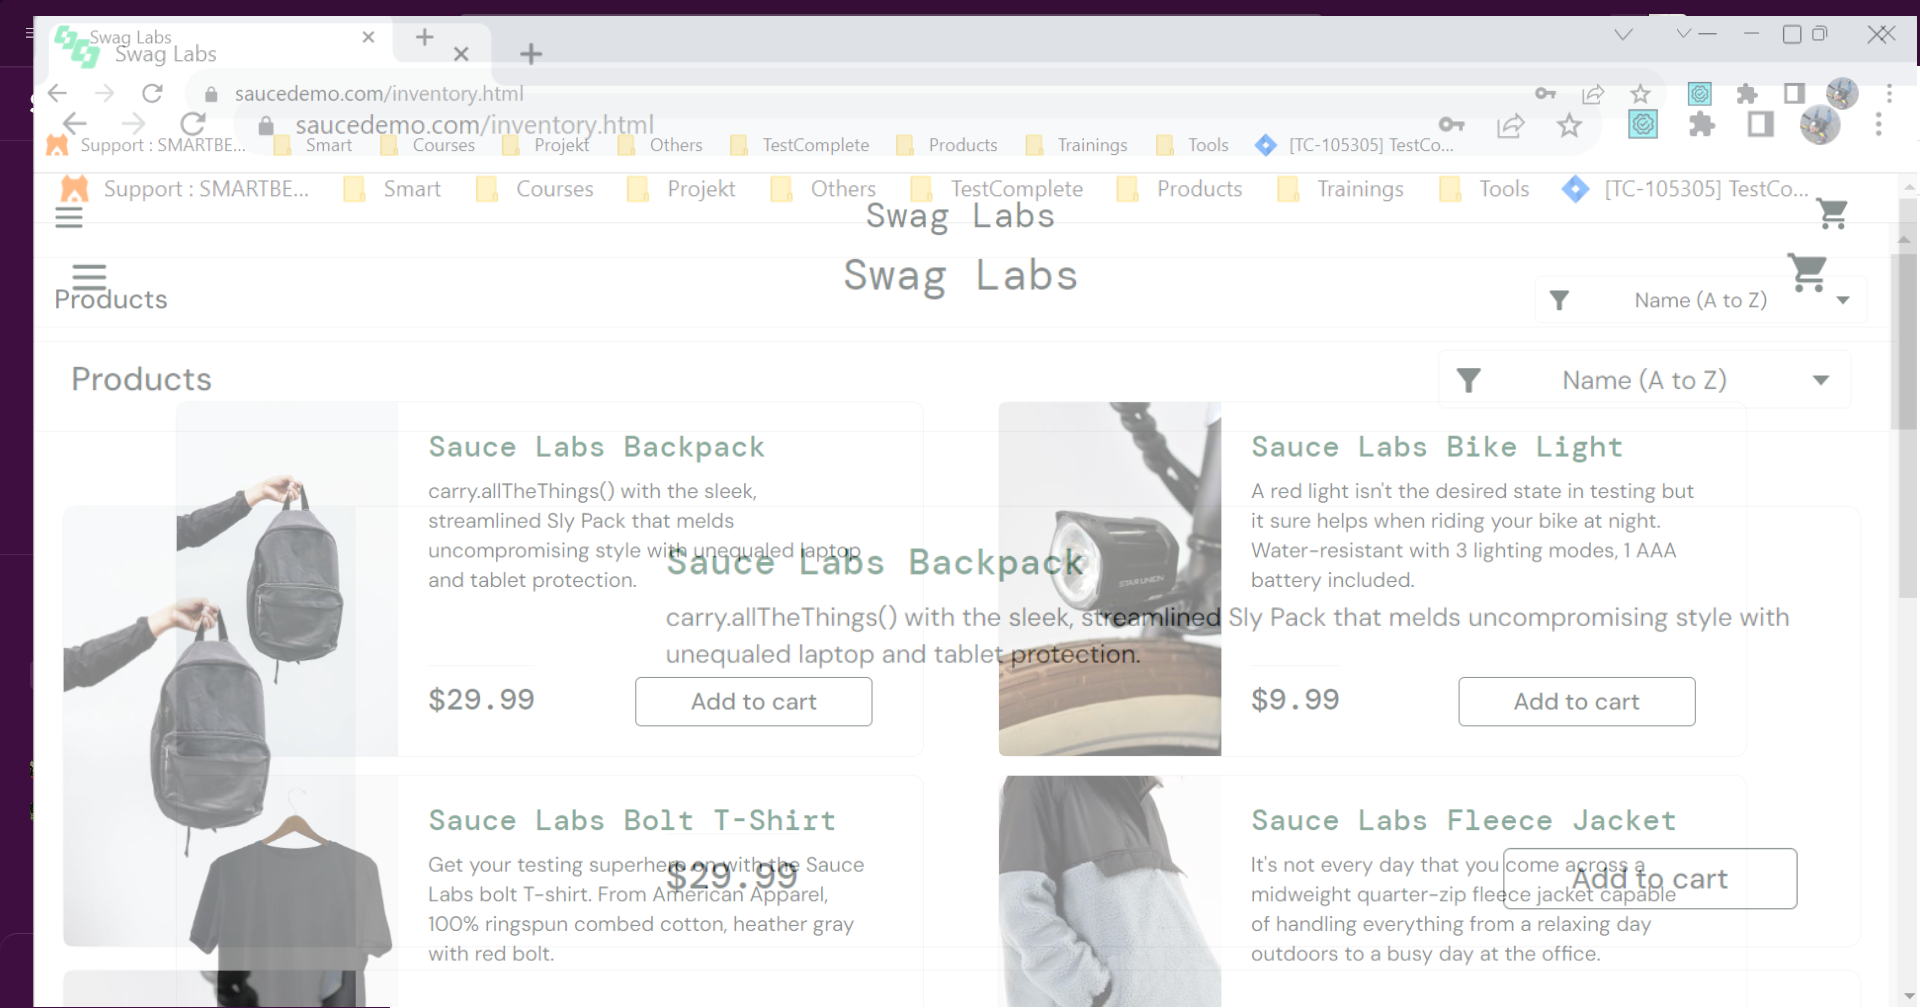 Swag Labs
Swag Labs
saucedemo.com/inventory.html
saucedemo.com/inventory.html
Support : SMARTBE... Smart Courses Projekt Others TestComplete Products Trainings Tools [TC-105305] TestCo...
Support : SMARTBE... Smart Courses Projekt Others TestComplete Products Trainings Tools [TC-105305] TestCo...
Swag Labs
Swag Labs
Products
Name (A to Z)
Products
Name (A to Z)
Sauce Labs Backpack
carry.allTheThings() with the sleek,
streamlined Sly Pack that melds
uncompromising style with unequaled laptop
and tablet protection.
$29.99
Add to cart
Sauce Labs Bike Light
A red light isn't the desired state in testing but
it sure helps when riding your bike at night.
Water-resistant with 3 lighting modes, 1 AAA
battery included.
STAR UNION
$9.99
Add to cart
Sauce Labs Backpack
carry.allTheThings() with the sleek, streamlined Sly Pack that melds uncompromising style with
unequaled laptop and tablet protection.
$29.99
Add to cart
Sauce Labs Bolt T-Shirt
Get your testing superhero on with the Sauce
Labs bolt T-shirt. From American Apparel,
100% ringspun combed cotton, heather gray
with red bolt.
Sauce Labs Fleece Jacket
It's not every day that you come across a
midweight quarter-zip fleece jacket capable
of handling everything from a relaxing day
outdoors to a busy day at the office.